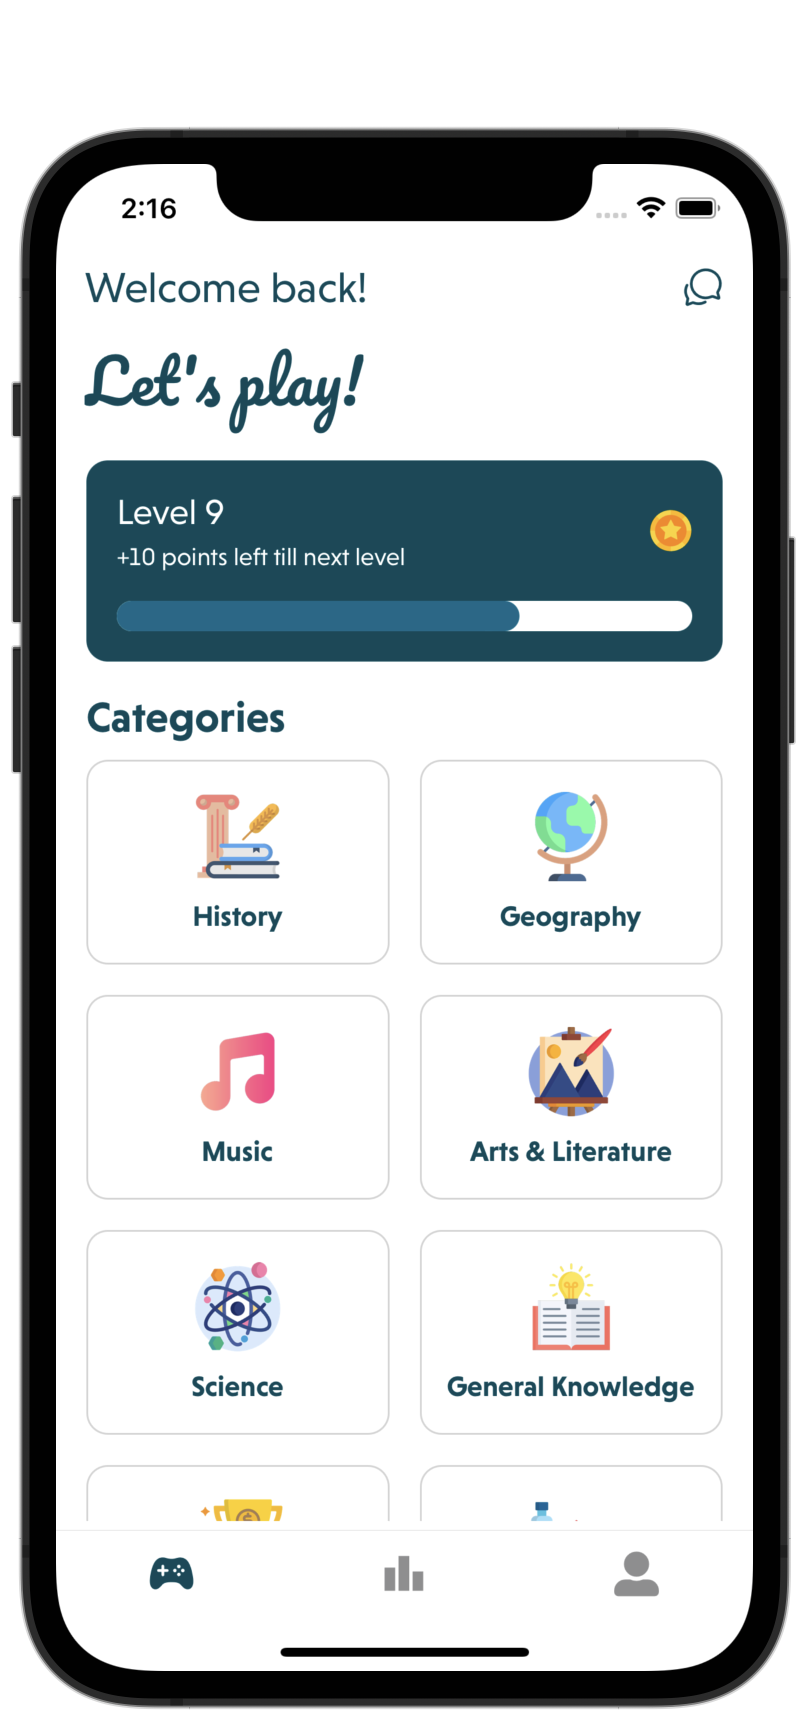 2:16
Welcome back!
Let's play!
Level 9
+10 points left till next level
Categories
History
Geography
Music
Arts & Literature
Science
General Knowledge